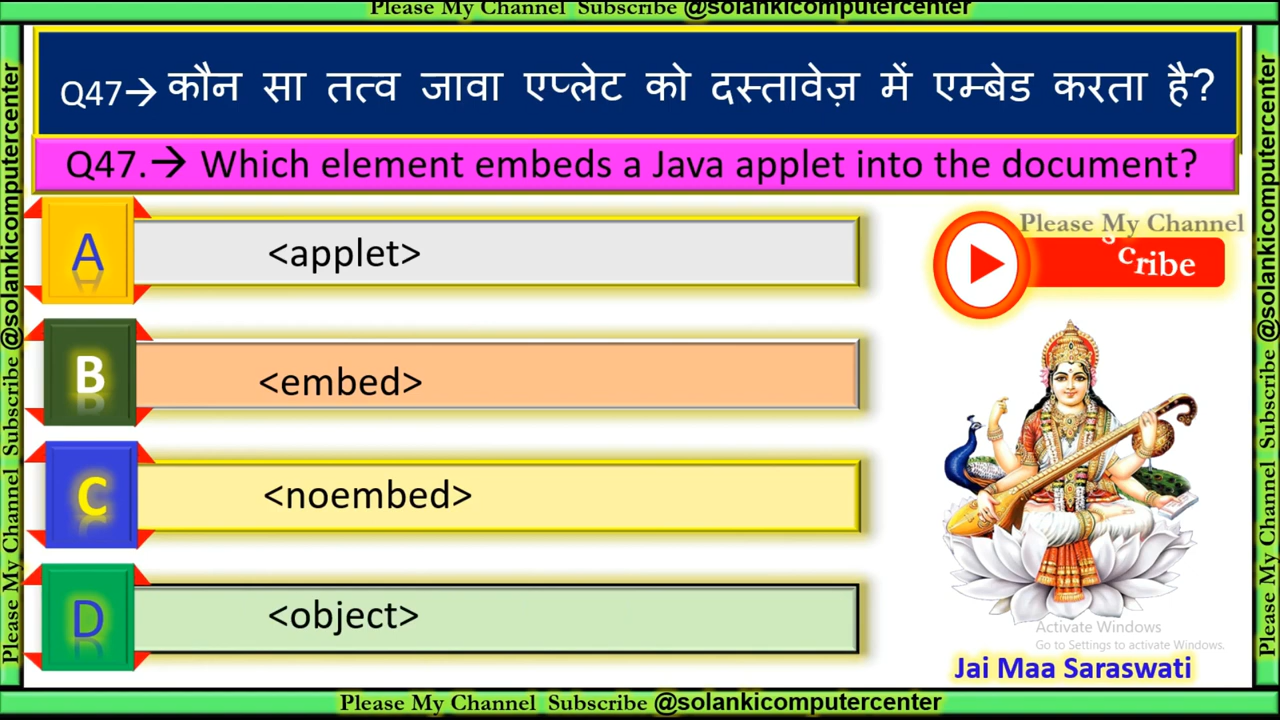 Please My Channel Subscribe @solankicomputercenter
Q47→ कौन सा तत्व जावा एप्लेट को दस्तावेज़ में एम्बेड करता है?
Q47.→ Which element embeds a Java applet into the document?
A
<applet>
B
<embed>
C
<noembed>
D
<object>
Please My Channel
scribe
Activate Windows
Go to Settings to activate Windows.
Jai Maa Saraswati
Please My Channel Subscribe @solankicomputercenter
Please My Channel Subscribe @solankicomputercenter
Please My Channel Subscribe @solankicomputercenter